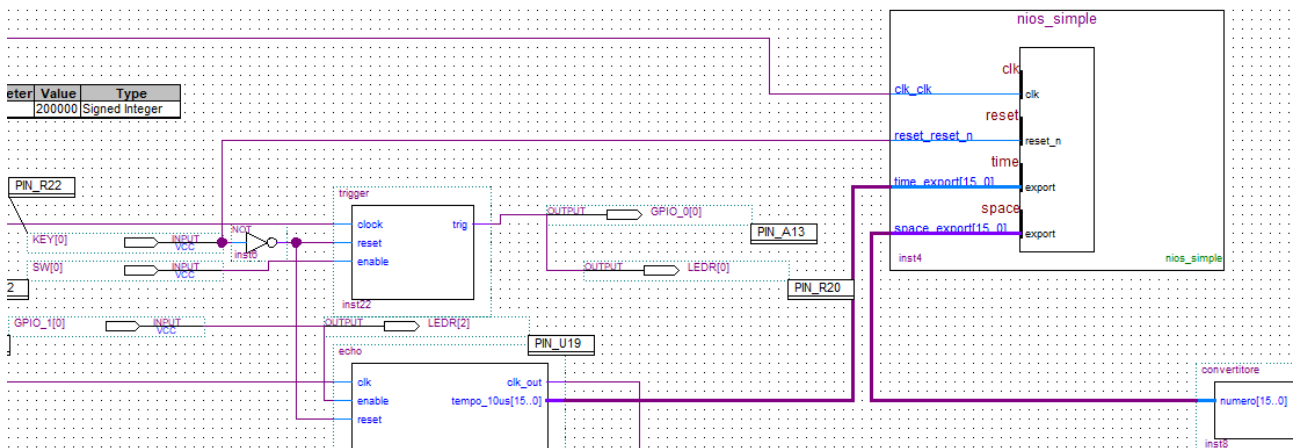 nios_simple
clk
clk_clk
clk
reset
reset_reset_n
reset_n
time
time_export[15..0]
export
space
space_export[15..0]
export
inst4
nios_simple
Value Type
200000 Signed Integer
PIN_R22
KEY[0]
INPUT
VCC
NOT
inst6
SW[0]
INPUT
VCC
2
GPIO_1[0]
INPUT
VCC
trigger
clock
reset
enable
trig
inst22
OUTPUT
GPIO_0[0]
PIN_A13
OUTPUT
LEDR[0]
PIN_R20
OUTPUT
LEDR[2]
PIN_U19
echo
clk
enable
reset
clk_out
tempo_10us[15..0]
convertitore
numero[15..0]
inst8